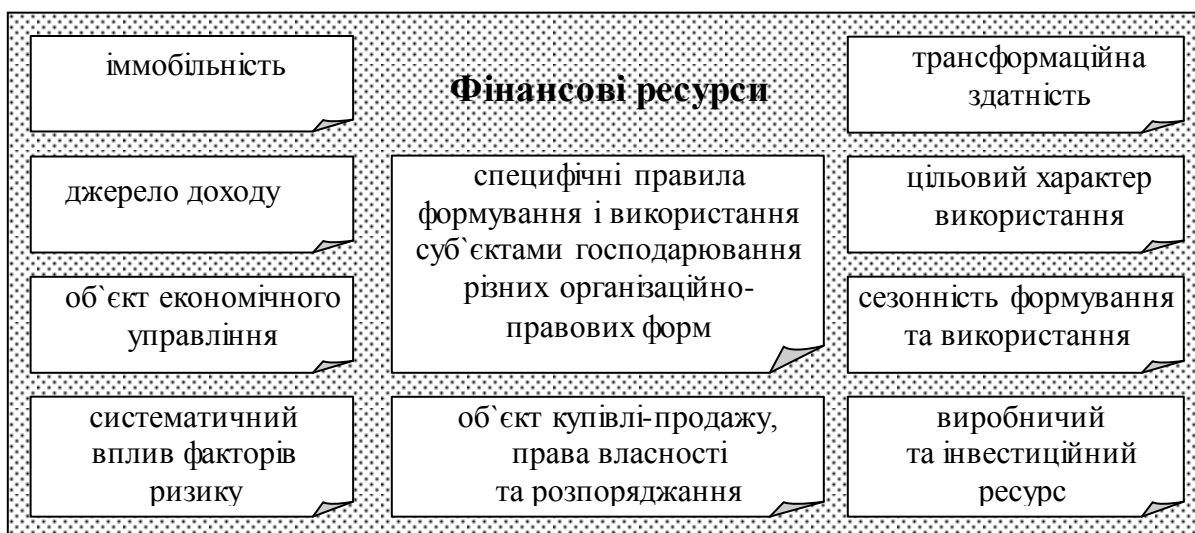 іммобільність
Фінансові ресурси
трансформаційна
здатність
джерело доходу
специфічні правила
формування і використання
суб`єктами господарювання
різних організаційно-
правових форм
цільовий характер
використання
об`єкт економічного
управління
сезонність формування
та використання
систематичний
вплив факторів
ризику
об`єкт купівлі-продажу,
права власності
та розпоряджання
виробничий
та інвестиційний
ресурс